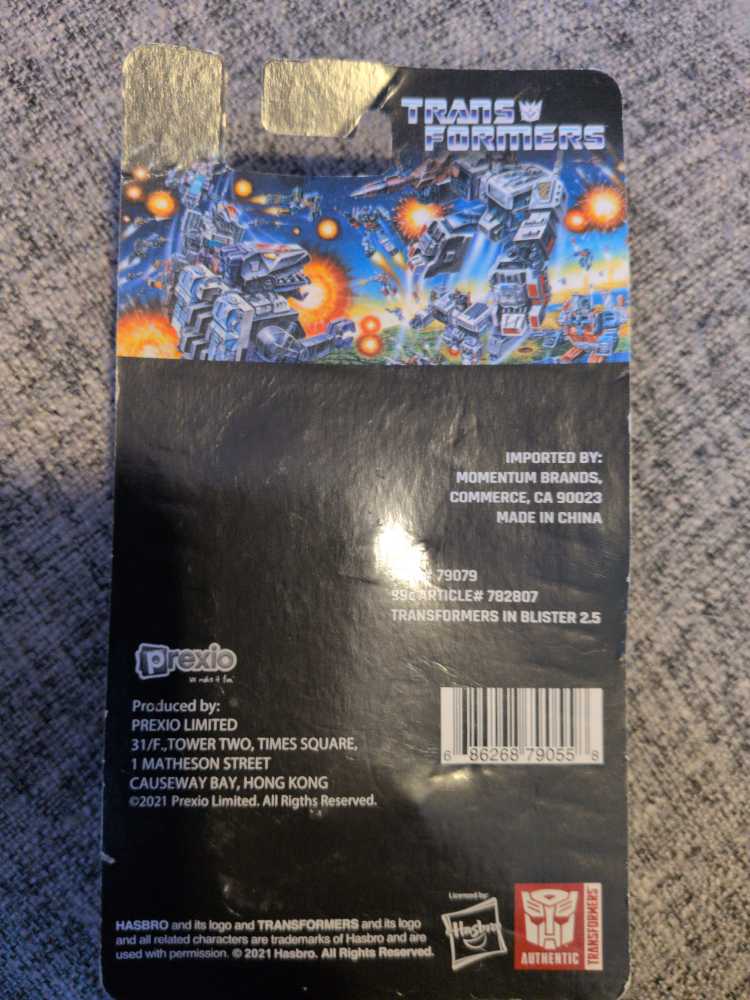 TRANS
FORMERS
IMPORTED BY:
MOMENTUM BRANDS,
COMMERCE, CA 90023
MADE IN CHINA
# 79079
99¢ ARTICLE# 782807
TRANSFORMERS IN BLISTER 2.5
prexio
we make it fun
Produced by:
PREXIO LIMITED
31/F.,TOWER TWO, TIMES SQUARE,
1 MATHESON STREET
CAUSEWAY BAY, HONG KONG
©2021 Prexio Limited. All Rigths Reserved.
6 86268 79055 8
HASBRO and its logo and TRANSFORMERS and its logo
and all related characters are trademarks of Hasbro and are
used with permission. © 2021 Hasbro. All Rights Reserved.
Licensed by:
Hasbro
AUTHENTIC
TRANSFORMERS